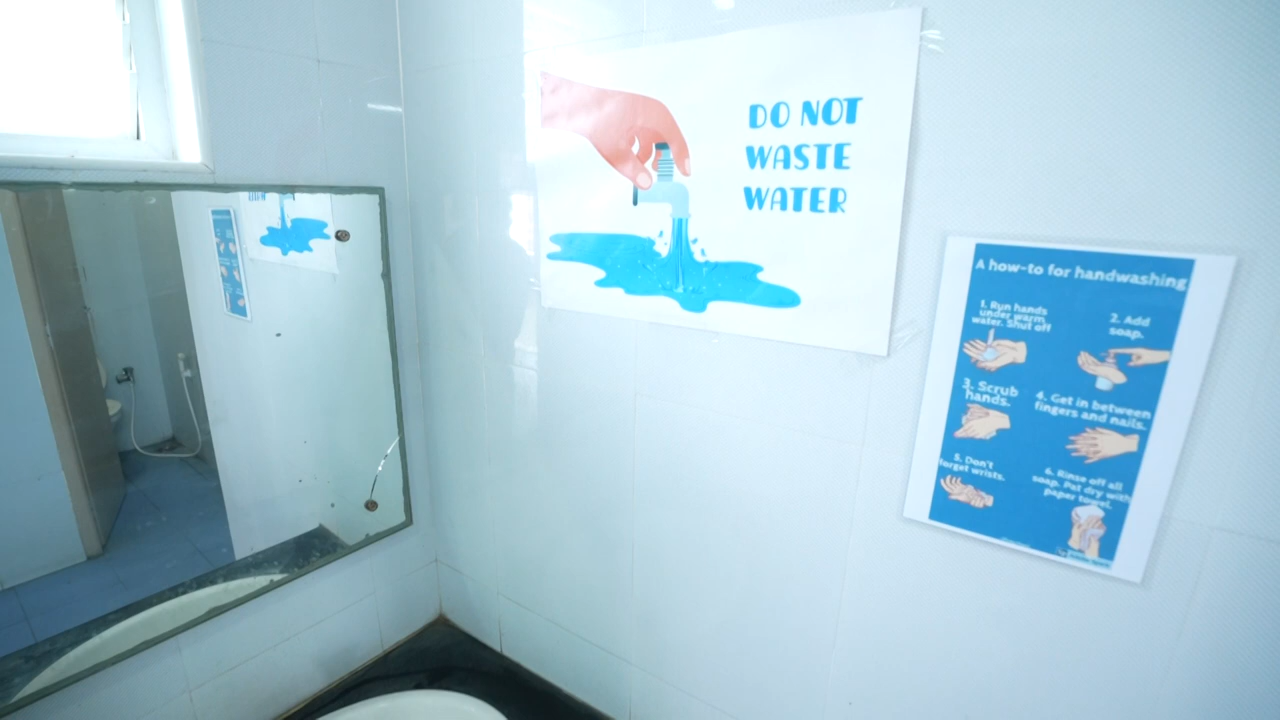 DO NOT
WASTE
WATER
A how-to for handwashing
1. Run hands
under warm
water. Shut off
2. Add
soap.
3. Scrub
hands.
4. Get in between
fingers and nails.
5. Don't
forget wrists.
6. Rinse off all
soap. Pat dry with
paper towel.